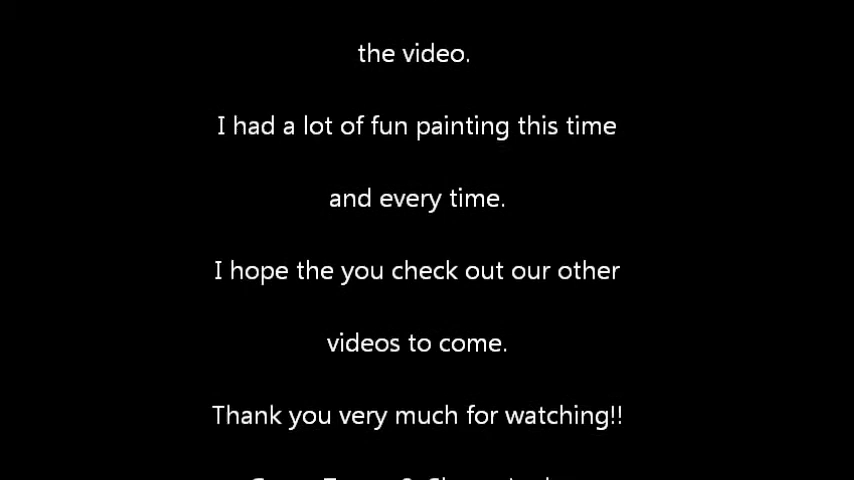 the video.
I had a lot of fun painting this time
and every time.
I hope the you check out our other
videos to come.
Thank you very much for watching!!